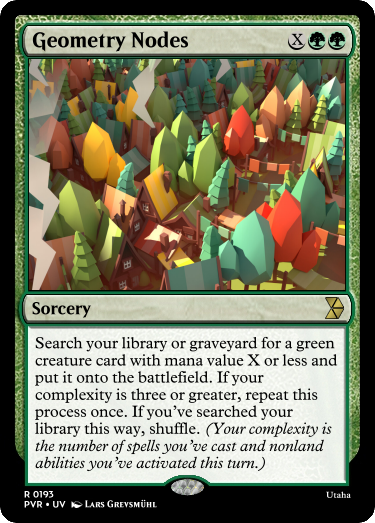 Geometry Nodes X
Sorcery
Search your library or graveyard for a green
creature card with mana value X or less and
put it onto the battlefield. If your
complexity is three or greater, repeat this
process once. If you've searched your
library this way, shuffle. (Your complexity is
the number of spells you've cast and nonland
abilities you've activated this turn.)
R 0193
PVR • UV Lars Greysmühl
Utaha